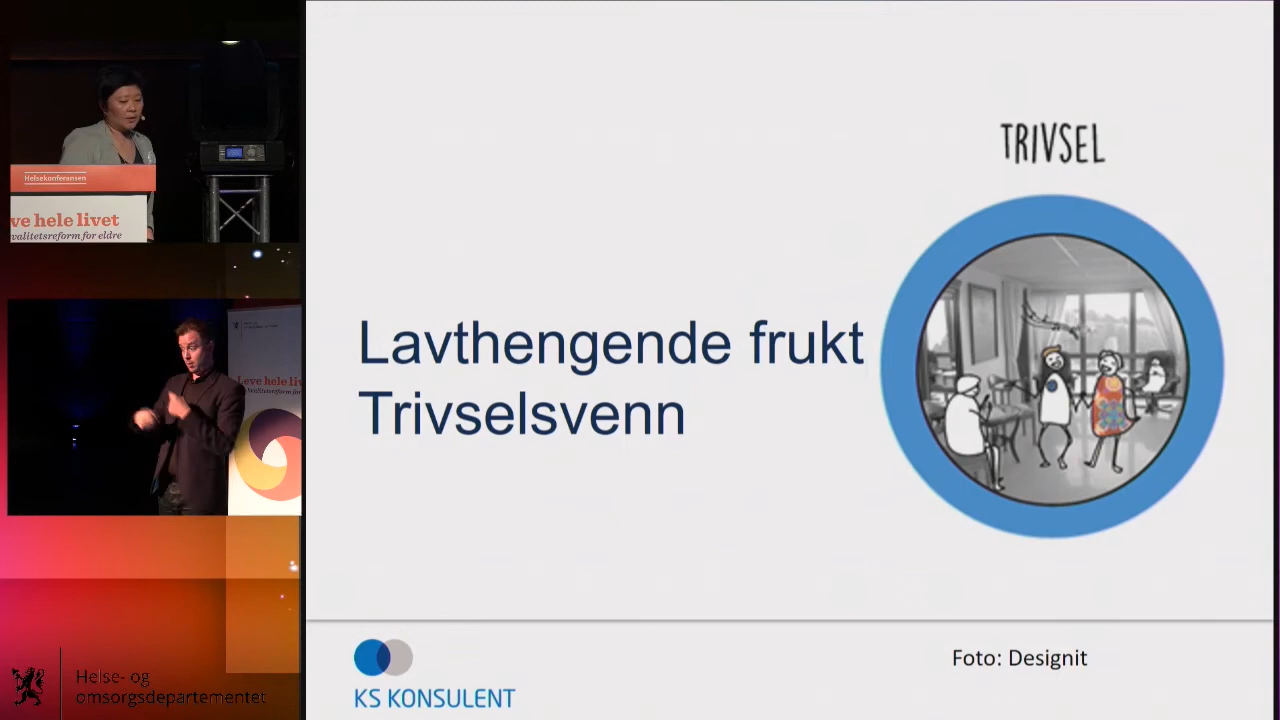 Helsekonferansen
ve hele livet
valitetsreform for eldre
Leve hele liv
Helse- og
omsorgsdepartementet
TRIVSEL
Lavthengende frukt
Trivselsvenn
KS KONSULENT
Foto: Designit